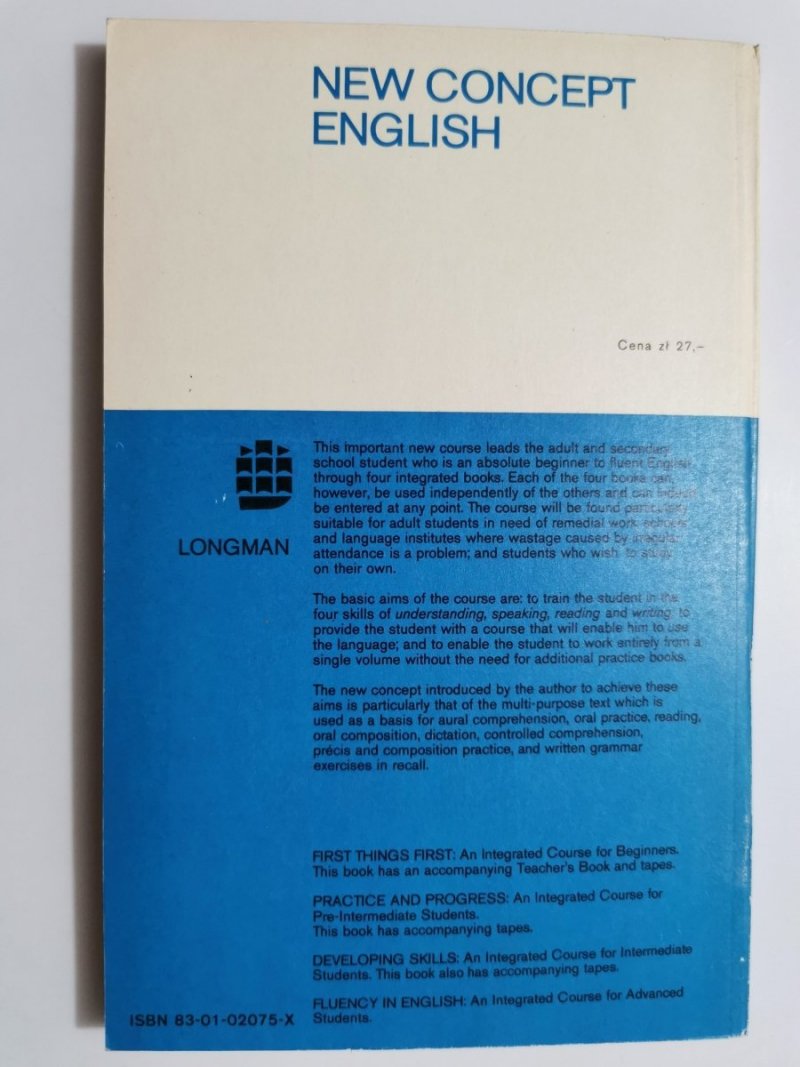 NEW CONCEPT
ENGLISH
Cena zł 27,–
LONGMAN
This important new course leads the adult and secondary
school student who is an absolute beginner to fluent English
through four integrated books. Each of the four books can,
however, be used independently of the others and can indeed
be entered at any point. The course will be found particularly
suitable for adult students in need of remedial work, schools
and language institutes where wastage caused by irregular
attendance is a problem; and students who wish to study
on their own.
The basic aims of the course are: to train the student in the
four skills of understanding, speaking, reading and writing, to
provide the student with a course that will enable him to use
the language; and to enable the student to work entirely from a
single volume without the need for additional practice books.
The new concept introduced by the author to achieve these
aims is particularly that of the multi-purpose text which is
used as a basis for aural comprehension, oral practice, reading,
oral composition, dictation, controlled comprehension,
précis and composition practice, and written grammar
exercises in recall.
FIRST THINGS FIRST: An Integrated Course for Beginners.
This book has an accompanying Teacher's Book and tapes.
PRACTICE AND PROGRESS: An Integrated Course for
Pre-Intermediate Students.
This book has accompanying tapes.
DEVELOPING SKILLS: An Integrated Course for Intermediate
Students. This book also has accompanying tapes.
FLUENCY IN ENGLISH: An Integrated Course for Advanced
Students.
ISBN 83-01-02075-X